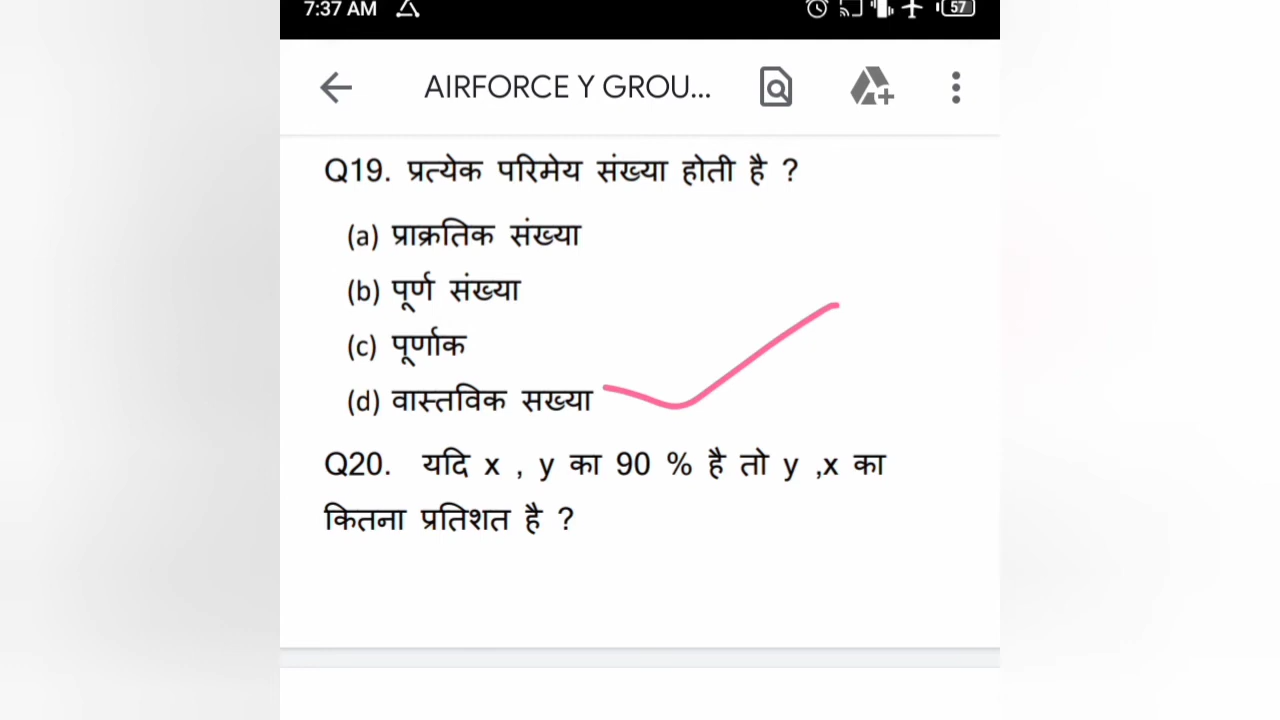 7:37 AM 57
AIRFORCE Y GROU...
Q19. प्रत्येक परिमेय संख्या होती है ?
(a) प्राक्रतिक संख्या
(b) पूर्ण संख्या
(c) पूर्णाक
(d) वास्तविक सख्या
Q20. यदि x , y का 90 % है तो y ,x का
कितना प्रतिशत है ?